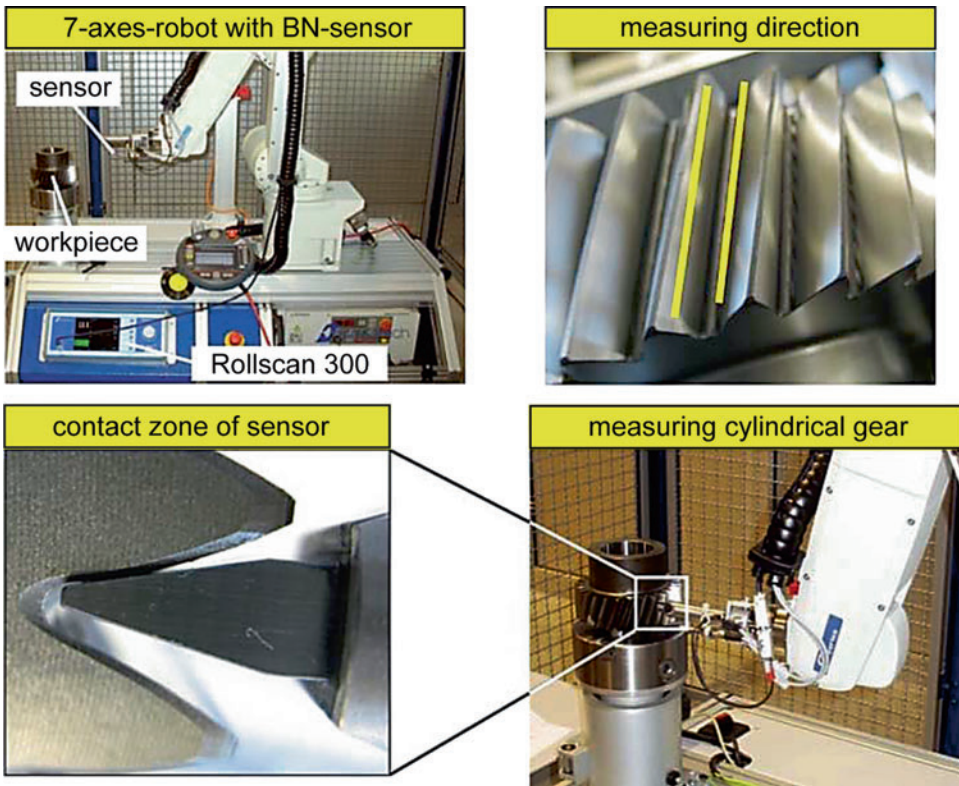 7-axes-robot with BN-sensor
sensor
workpiece
Rollscan 300
measuring direction
contact zone of sensor
measuring cylindrical gear